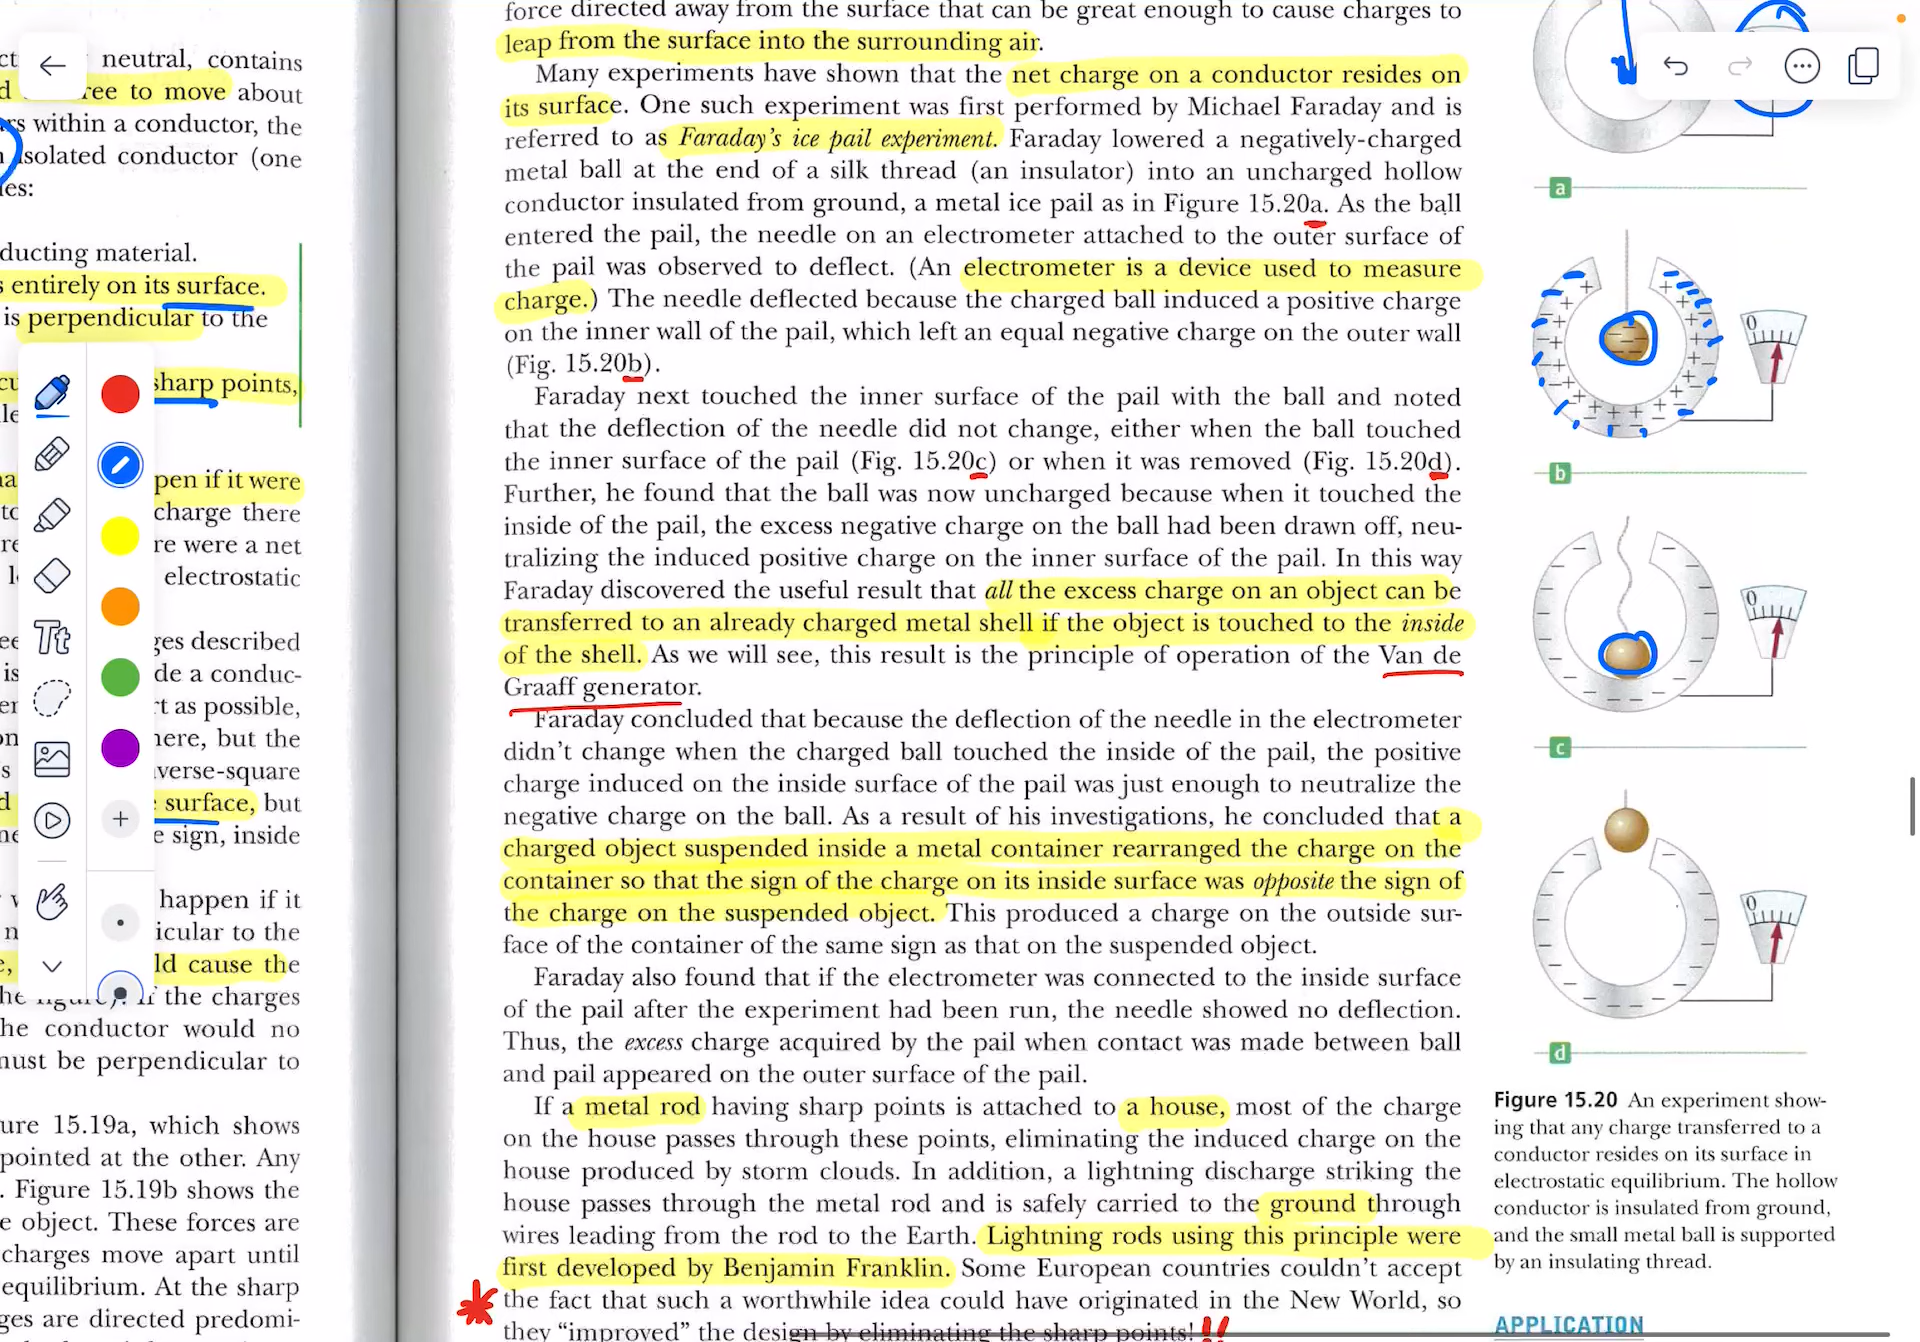 neutral, contains
ree to move about
rs within a conductor, the
isolated conductor (one
ies:
ducting material.
s entirely on its surface.
is perpendicular to the
sharp points,
pen if it were
charge there
re were a net
electrostatic
ges described
de a conduc-
rt as possible,
here, but the
verse-square
surface, but
e sign, inside
happen if it
icular to the
ld cause the
if the charges
he conductor would no
nust be perpendicular to
ure 15.19a, which shows
pointed at the other. Any
. Figure 15.19b shows the
e object. These forces are
charges move apart until
equilibrium. At the sharp
ges are directed predomi-
Tt
force directed away from the surface that can be great enough to cause charges to
leap from the surface into the surrounding air.
Many experiments have shown that the net charge on a conductor resides on
its surface. One such experiment was first performed by Michael Faraday and is
referred to as Faraday's ice pail experiment. Faraday lowered a negatively-charged
metal ball at the end of a silk thread (an insulator) into an uncharged hollow
conductor insulated from ground, a metal ice pail as in Figure 15.20a. As the ball
entered the pail, the needle on an electrometer attached to the outer surface of
the pail was observed to deflect. (An electrometer is a device used to measure
charge.) The needle deflected because the charged ball induced a positive charge
on the inner wall of the pail, which left an equal negative charge on the outer wall
(Fig. 15.20b).
Faraday next touched the inner surface of the pail with the ball and noted
that the deflection of the needle did not change, either when the ball touched
the inner surface of the pail (Fig. 15.20c) or when it was removed (Fig. 15.20d).
Further, he found that the ball was now uncharged because when it touched the
inside of the pail, the excess negative charge on the ball had been drawn off, neu-
tralizing the induced positive charge on the inner surface of the pail. In this way
Faraday discovered the useful result that all the excess charge on an object can be
transferred to an already charged metal shell if the object is touched to the inside
of the shell. As we will see, this result is the principle of operation of the Van de
Graaff generator.
Faraday concluded that because the deflection of the needle in the electrometer
didn't change when the charged ball touched the inside of the pail, the positive
charge induced on the inside surface of the pail was just enough to neutralize the
negative charge on the ball. As a result of his investigations, he concluded that a
charged object suspended inside a metal container rearranged the charge on the
container so that the sign of the charge on its inside surface was opposite the sign of
the charge on the suspended object. This produced a charge on the outside sur-
face of the container of the same sign as that on the suspended object.
Faraday also found that if the electrometer was connected to the inside surface
of the pail after the experiment had been run, the needle showed no deflection.
Thus, the excess charge acquired by the pail when contact was made between ball
and pail appeared on the outer surface of the pail.
If a metal rod having sharp points is attached to a house, most of the charge
on the house passes through these points, eliminating the induced charge on the
house produced by storm clouds. In addition, a lightning discharge striking the
house passes through the metal rod and is safely carried to the ground through
wires leading from the rod to the Earth. Lightning rods using this principle were
first developed by Benjamin Franklin. Some European countries couldn't accept
the fact that such a worthwhile idea could have originated in the New World, so
they "improved" the design by eliminating the sharp points! !!
a
0
b
0
c
0
d
Figure 15.20 An experiment show-
ing that any charge transferred to a
conductor resides on its surface in
electrostatic equilibrium. The hollow
conductor is insulated from ground,
and the small metal ball is supported
by an insulating thread.
APPLICATION